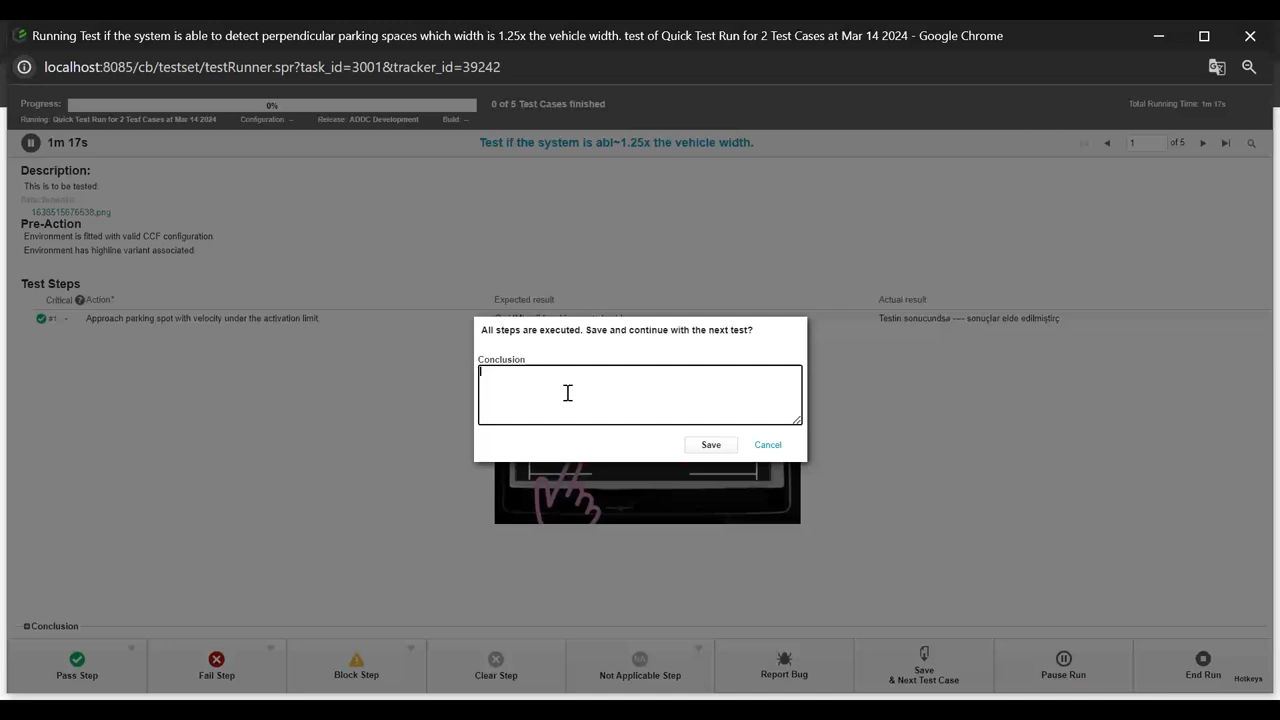 Running Test if the system is able to detect perpendicular parking spaces which width is 1.25x the vehicle width. test of Quick Test Run for 2 Test Cases at Mar 14 2024 - Google Chrome
localhost:8085/cb/testset/testRunner.spr?task_id=3001&tracker_id=39242
Progress: 0% 0 of 5 Test Cases finished Total Running Time: 1m 17s
Running: Quick Test Run for 2 Test Cases at Mar 14 2024 Configuration: -- Release: ADDC Development Build: --
1m 17s Test if the system is abl~1.25x the vehicle width. 1 of 5
Description:
This is to be tested.
1638515676538.png
Pre-Action
Environment is fitted with valid CCF configuration.
Environment has highline variant associated.
Test Steps
Critical Action* Expected result Actual result
#1 - Approach parking spot with velocity under the activation limit. Testin sonucundsa ---- sonuçlar elde edilmiştirç
All steps are executed. Save and continue with the next test?
Conclusion
Save Cancel
Conclusion
Pass Step Fail Step Block Step Clear Step Not Applicable Step Report Bug Save & Next Test Case Pause Run End Run Hotkeys